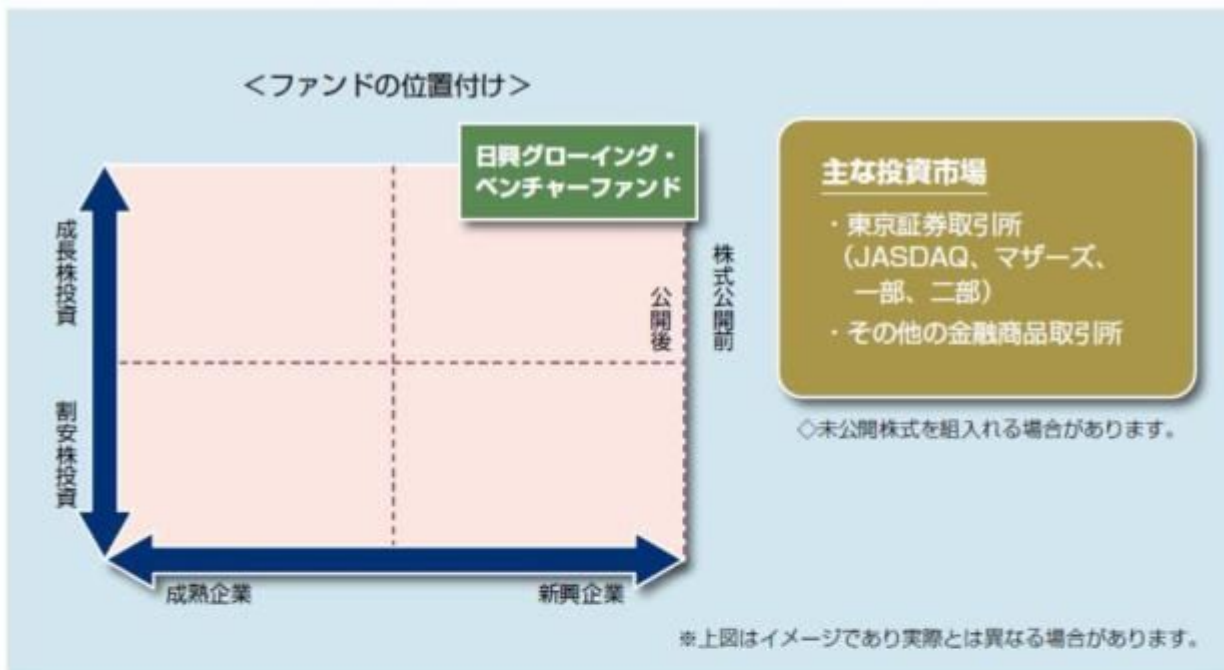 ＜ファンドの位置付け＞
日興グローイング・
ベンチャーファンド
成長株投資
割安株投資
公開後
株式公開前
成熟企業
新興企業
主な投資市場
・東京証券取引所
（JASDAQ、マザーズ、
一部、二部）
・その他の金融商品取引所
◇未公開株式を組入れる場合があります。
※上図はイメージであり実際とは異なる場合があります。